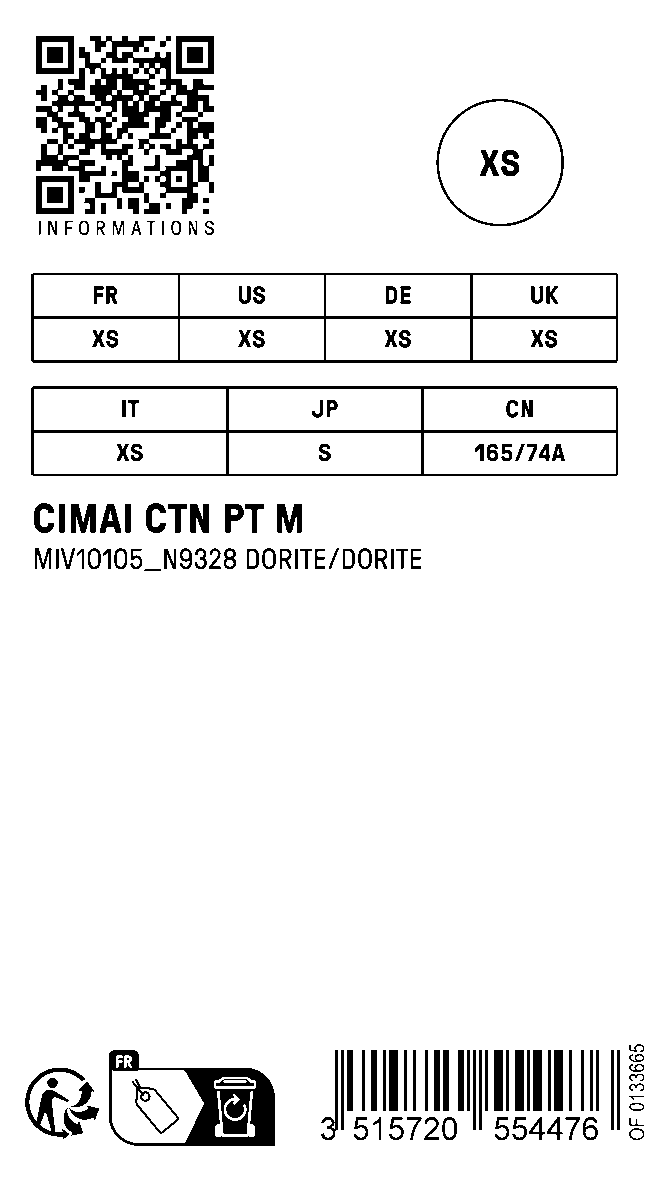 INFORMATIONS
XS
FR US DE UK
XS XS XS XS
IT JP CN
XS S 165/74A
CIMAI CTN PT M
MIV10105_N9328 DORITE/DORITE
FR
3 515720 554476
OF 0133665